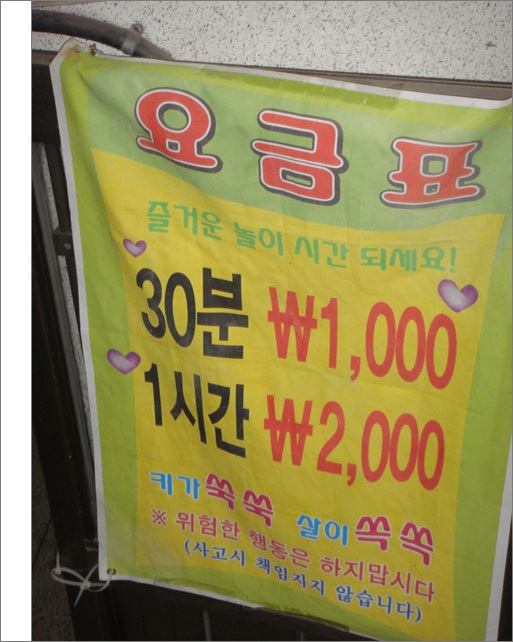 요금표
즐거운 놀이 시간 되세요!
30분 ₩1,000
1시간 ₩2,000
키가쑥쑥 살이쏙쏙
※ 위험한 행동은 하지맙시다
(사고시 책임지지 않습니다)